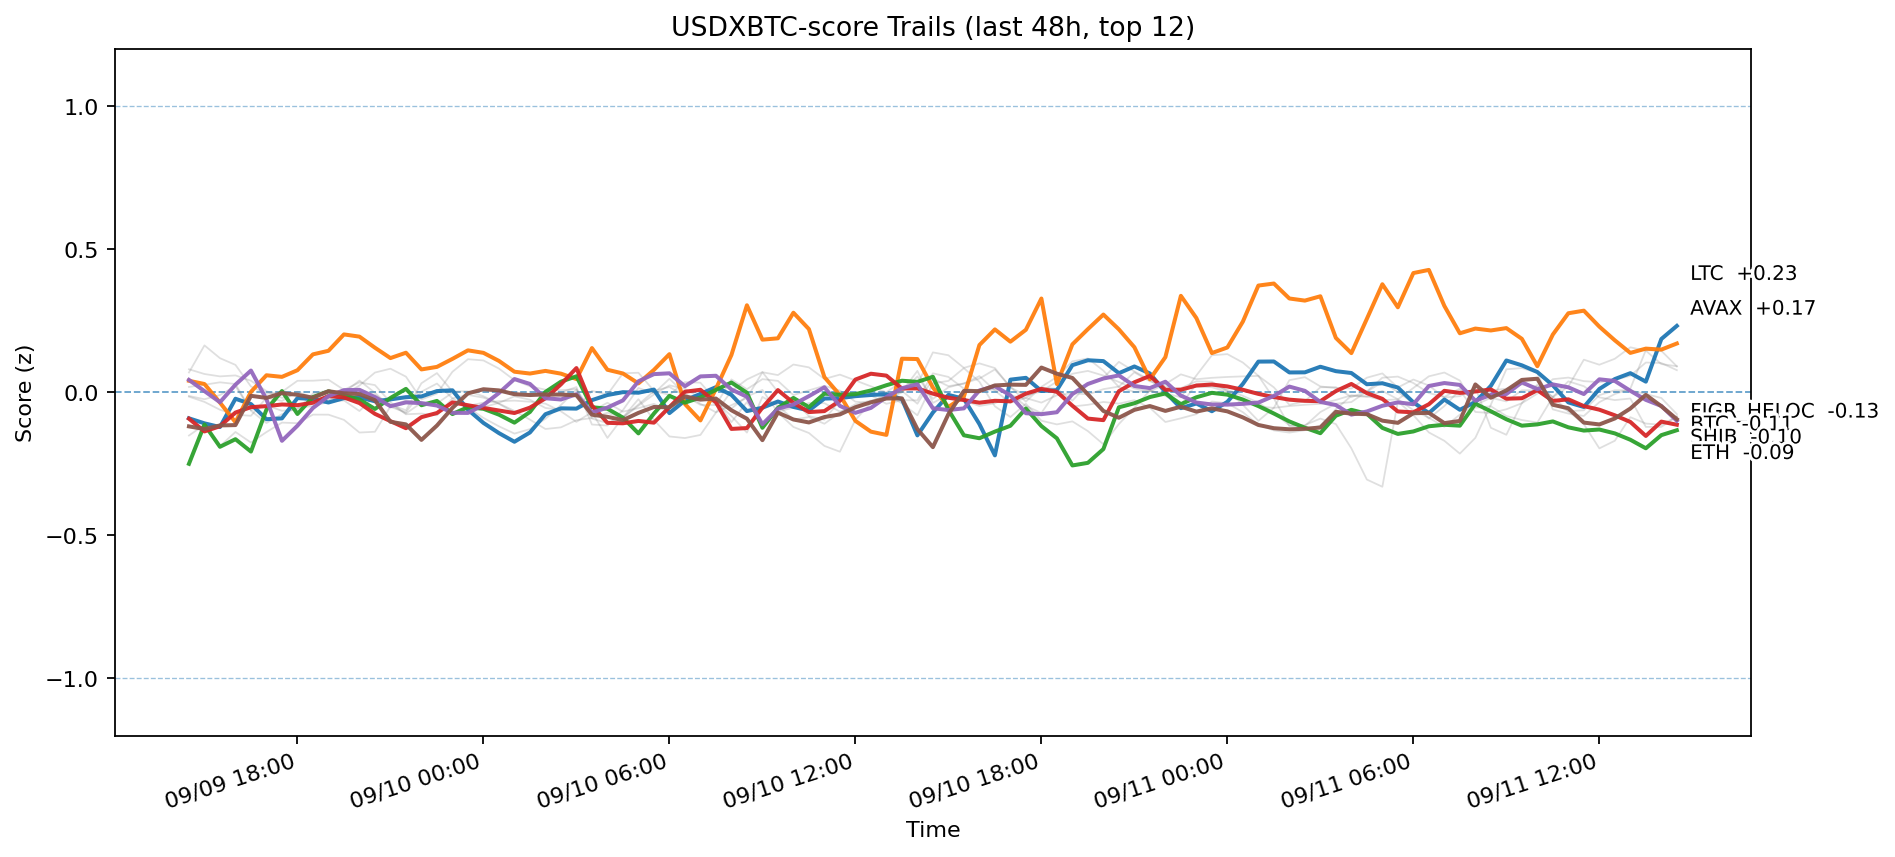 USDXBTC-score Trails (last 48h, top 12)
Score (z)
1.0
0.5
0.0
−0.5
−1.0
LTC +0.23
AVAX +0.17
FIGR_HELOC -0.13
BTC -0.11
SHIB -0.10
ETH -0.09
09/09 18:00
09/10 00:00
09/10 06:00
09/10 12:00
09/10 18:00
09/11 00:00
09/11 06:00
09/11 12:00
Time